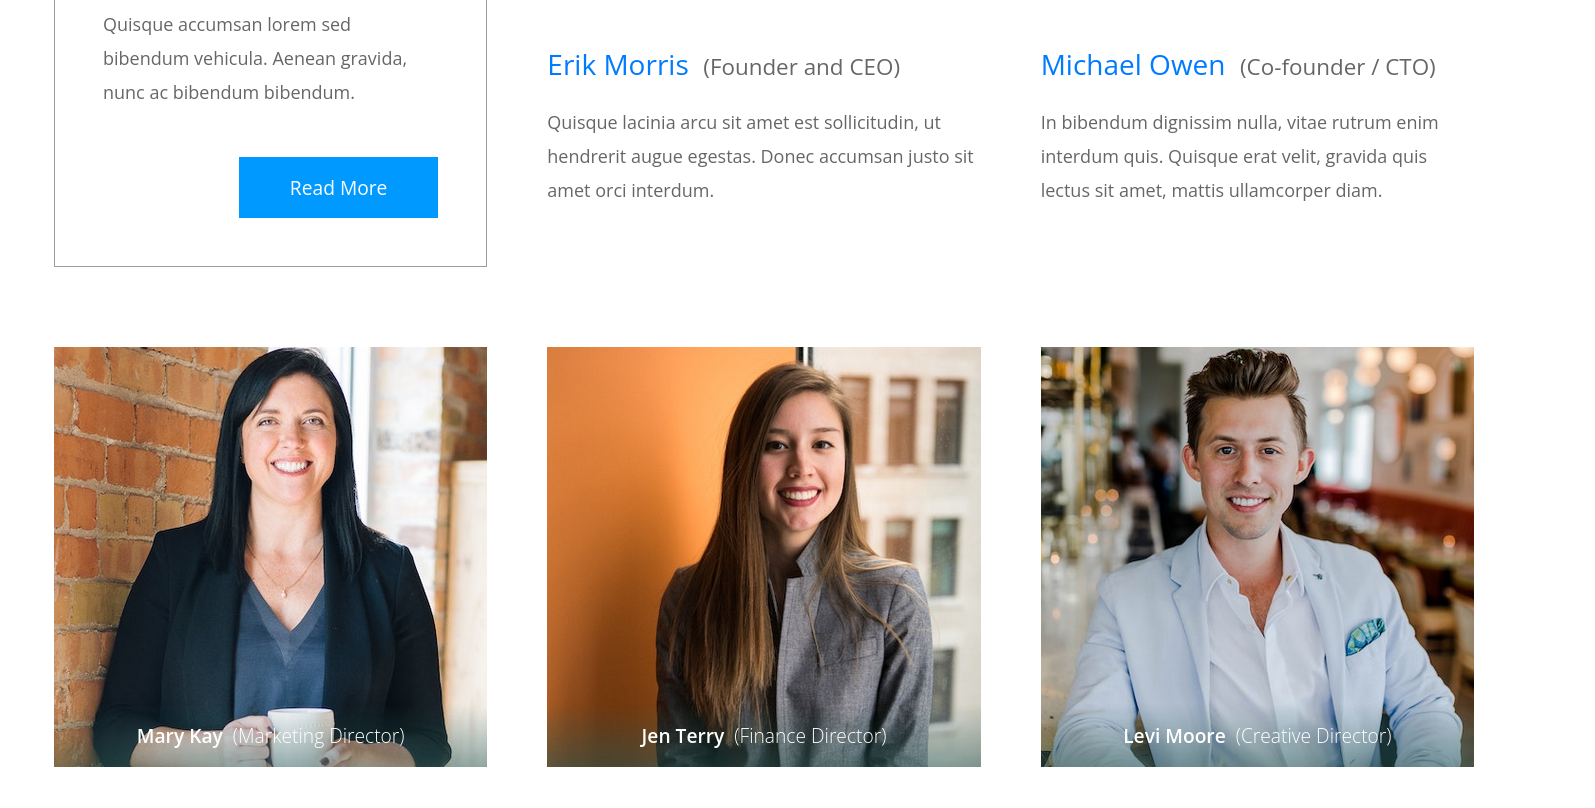 Quisque accumsan lorem sed
bibendum vehicula. Aenean gravida,
nunc ac bibendum bibendum.
Read More
Erik Morris (Founder and CEO)
Quisque lacinia arcu sit amet est sollicitudin, ut
hendrerit augue egestas. Donec accumsan justo sit
amet orci interdum.
Michael Owen (Co-founder / CTO)
In bibendum dignissim nulla, vitae rutrum enim
interdum quis. Quisque erat velit, gravida quis
lectus sit amet, mattis ullamcorper diam.
Mary Kay (Marketing Director)
Jen Terry (Finance Director)
Levi Moore (Creative Director)